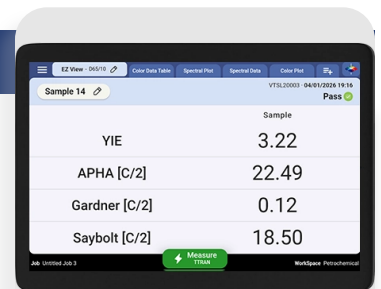 EZ View - D65/10
Color Data Table
Spectral Plot
Spectral Data
Color Plot
Sample 14
VTSL20003 · 04/01/2026 19:16
Pass
Sample
YIE 3.22
APHA [C/2] 22.49
Gardner [C/2] 0.12
Saybolt [C/2] 18.50
Measure
TTRAN
Job Untitled Job 3
WorkSpace Petrochemical